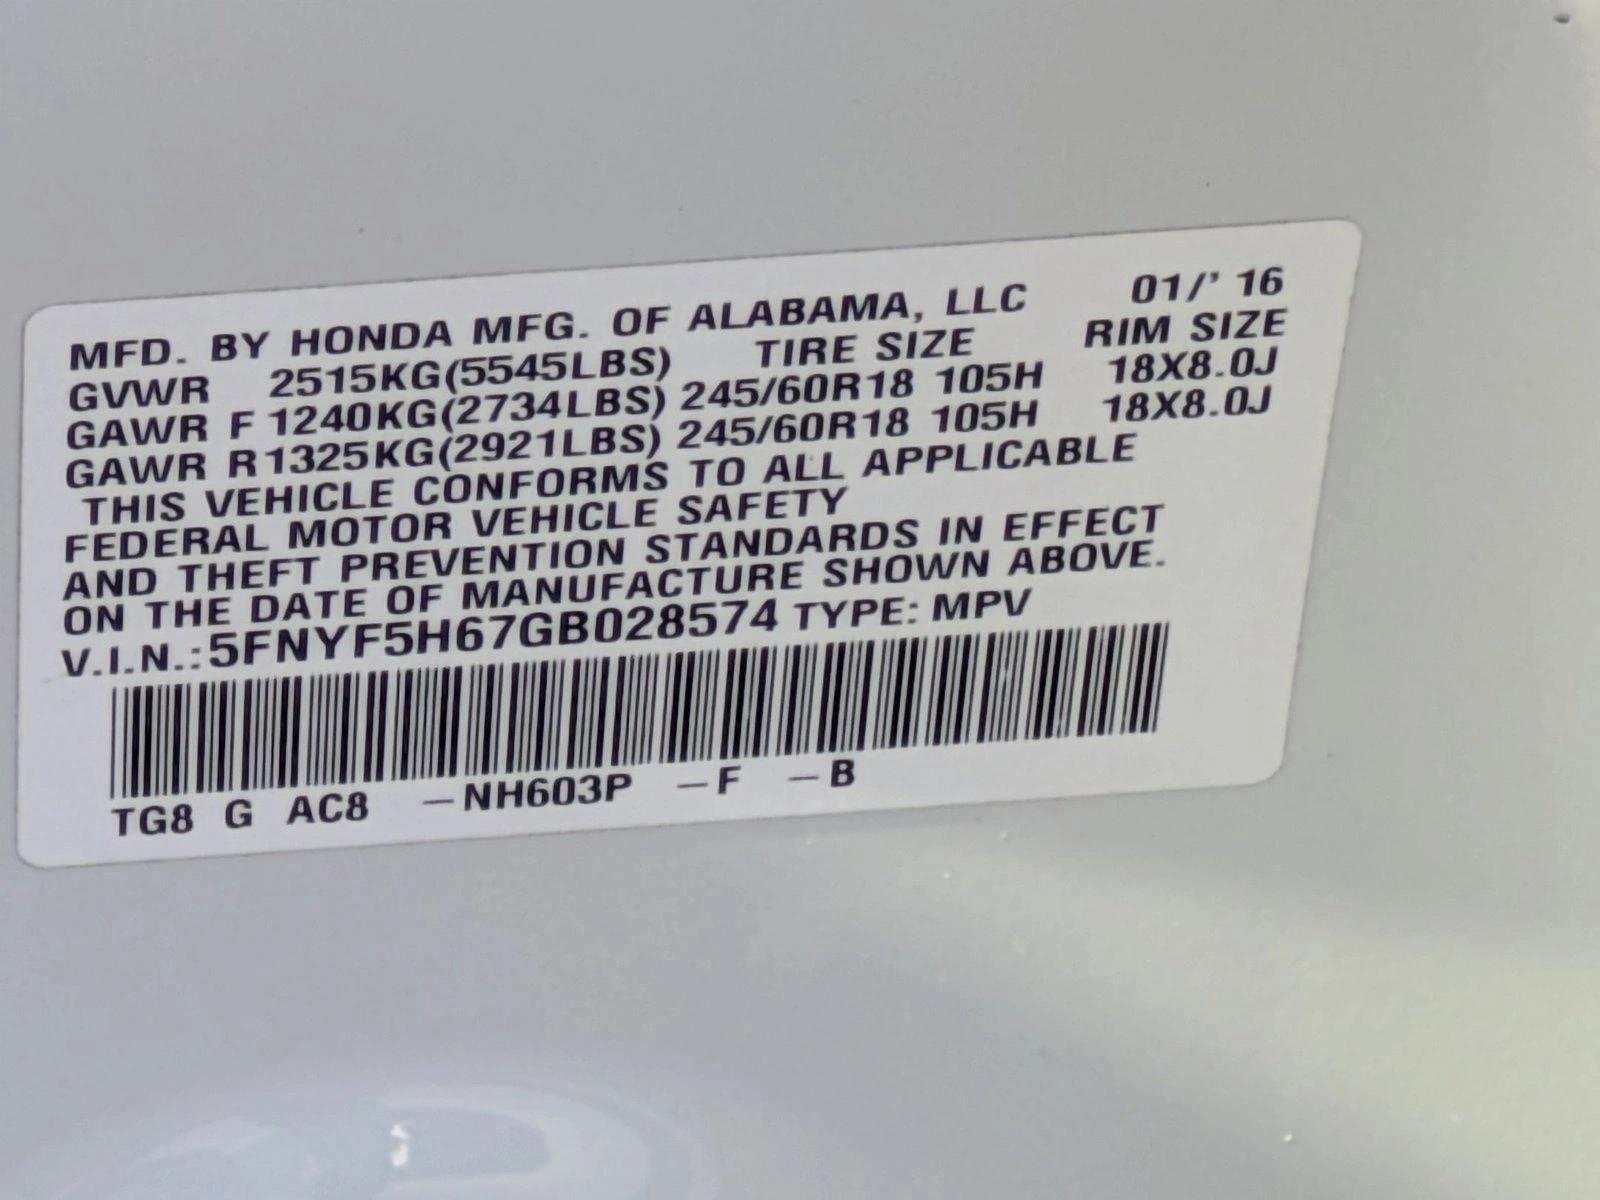 MFD. BY HONDA MFG. OF ALABAMA, LLC 01/' 16
GVWR 2515KG(5545LBS) TIRE SIZE RIM SIZE
GAWR F 1240KG(2734LBS) 245/60R18 105H 18X8.0J
GAWR R 1325KG(2921LBS) 245/60R18 105H 18X8.0J
THIS VEHICLE CONFORMS TO ALL APPLICABLE
FEDERAL MOTOR VEHICLE SAFETY
AND THEFT PREVENTION STANDARDS IN EFFECT
ON THE DATE OF MANUFACTURE SHOWN ABOVE.
V.I.N.: 5FNYF5H67GB028574 TYPE: MPV
TG8 G AC8 –NH603P –F –B